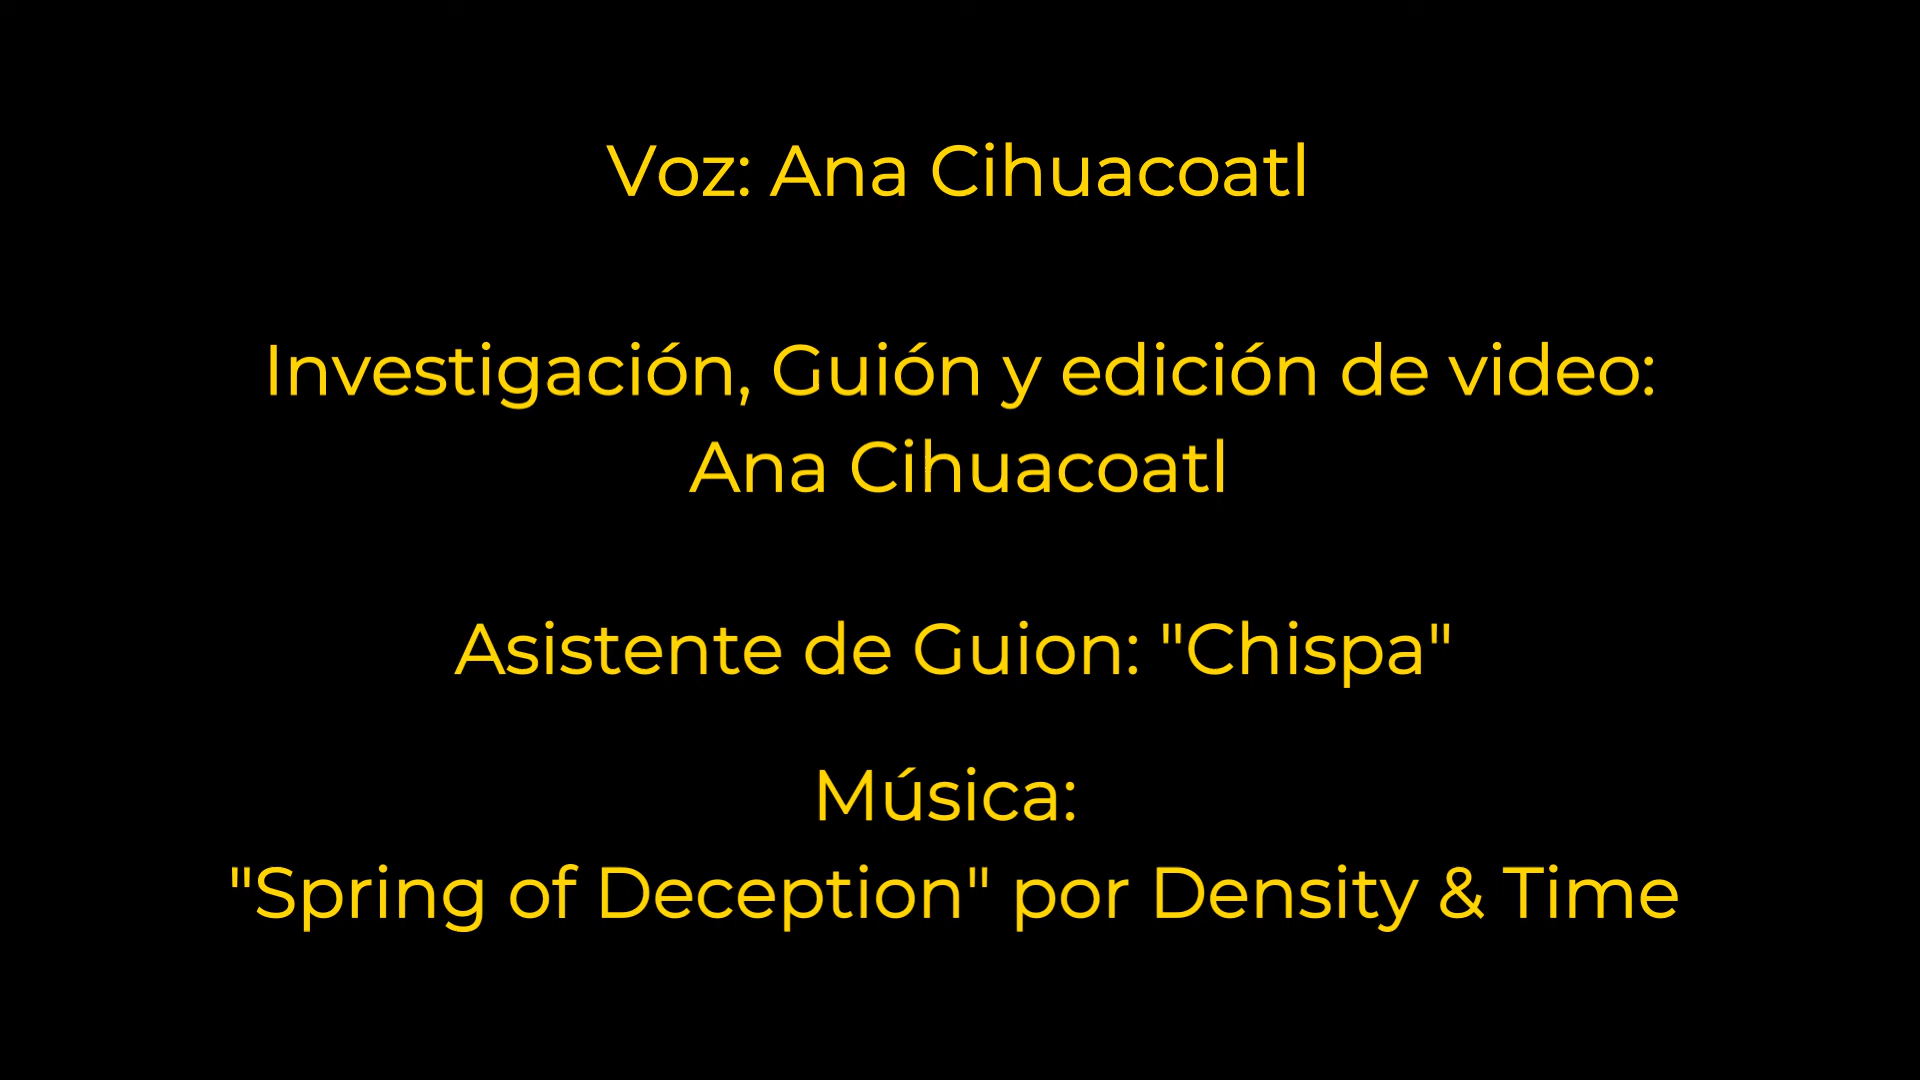 Voz: Ana Cihuacoatl
Investigación, Guión y edición de video:
Ana Cihuacoatl
Asistente de Guion: "Chispa"
Música:
"Spring of Deception" por Density & Time